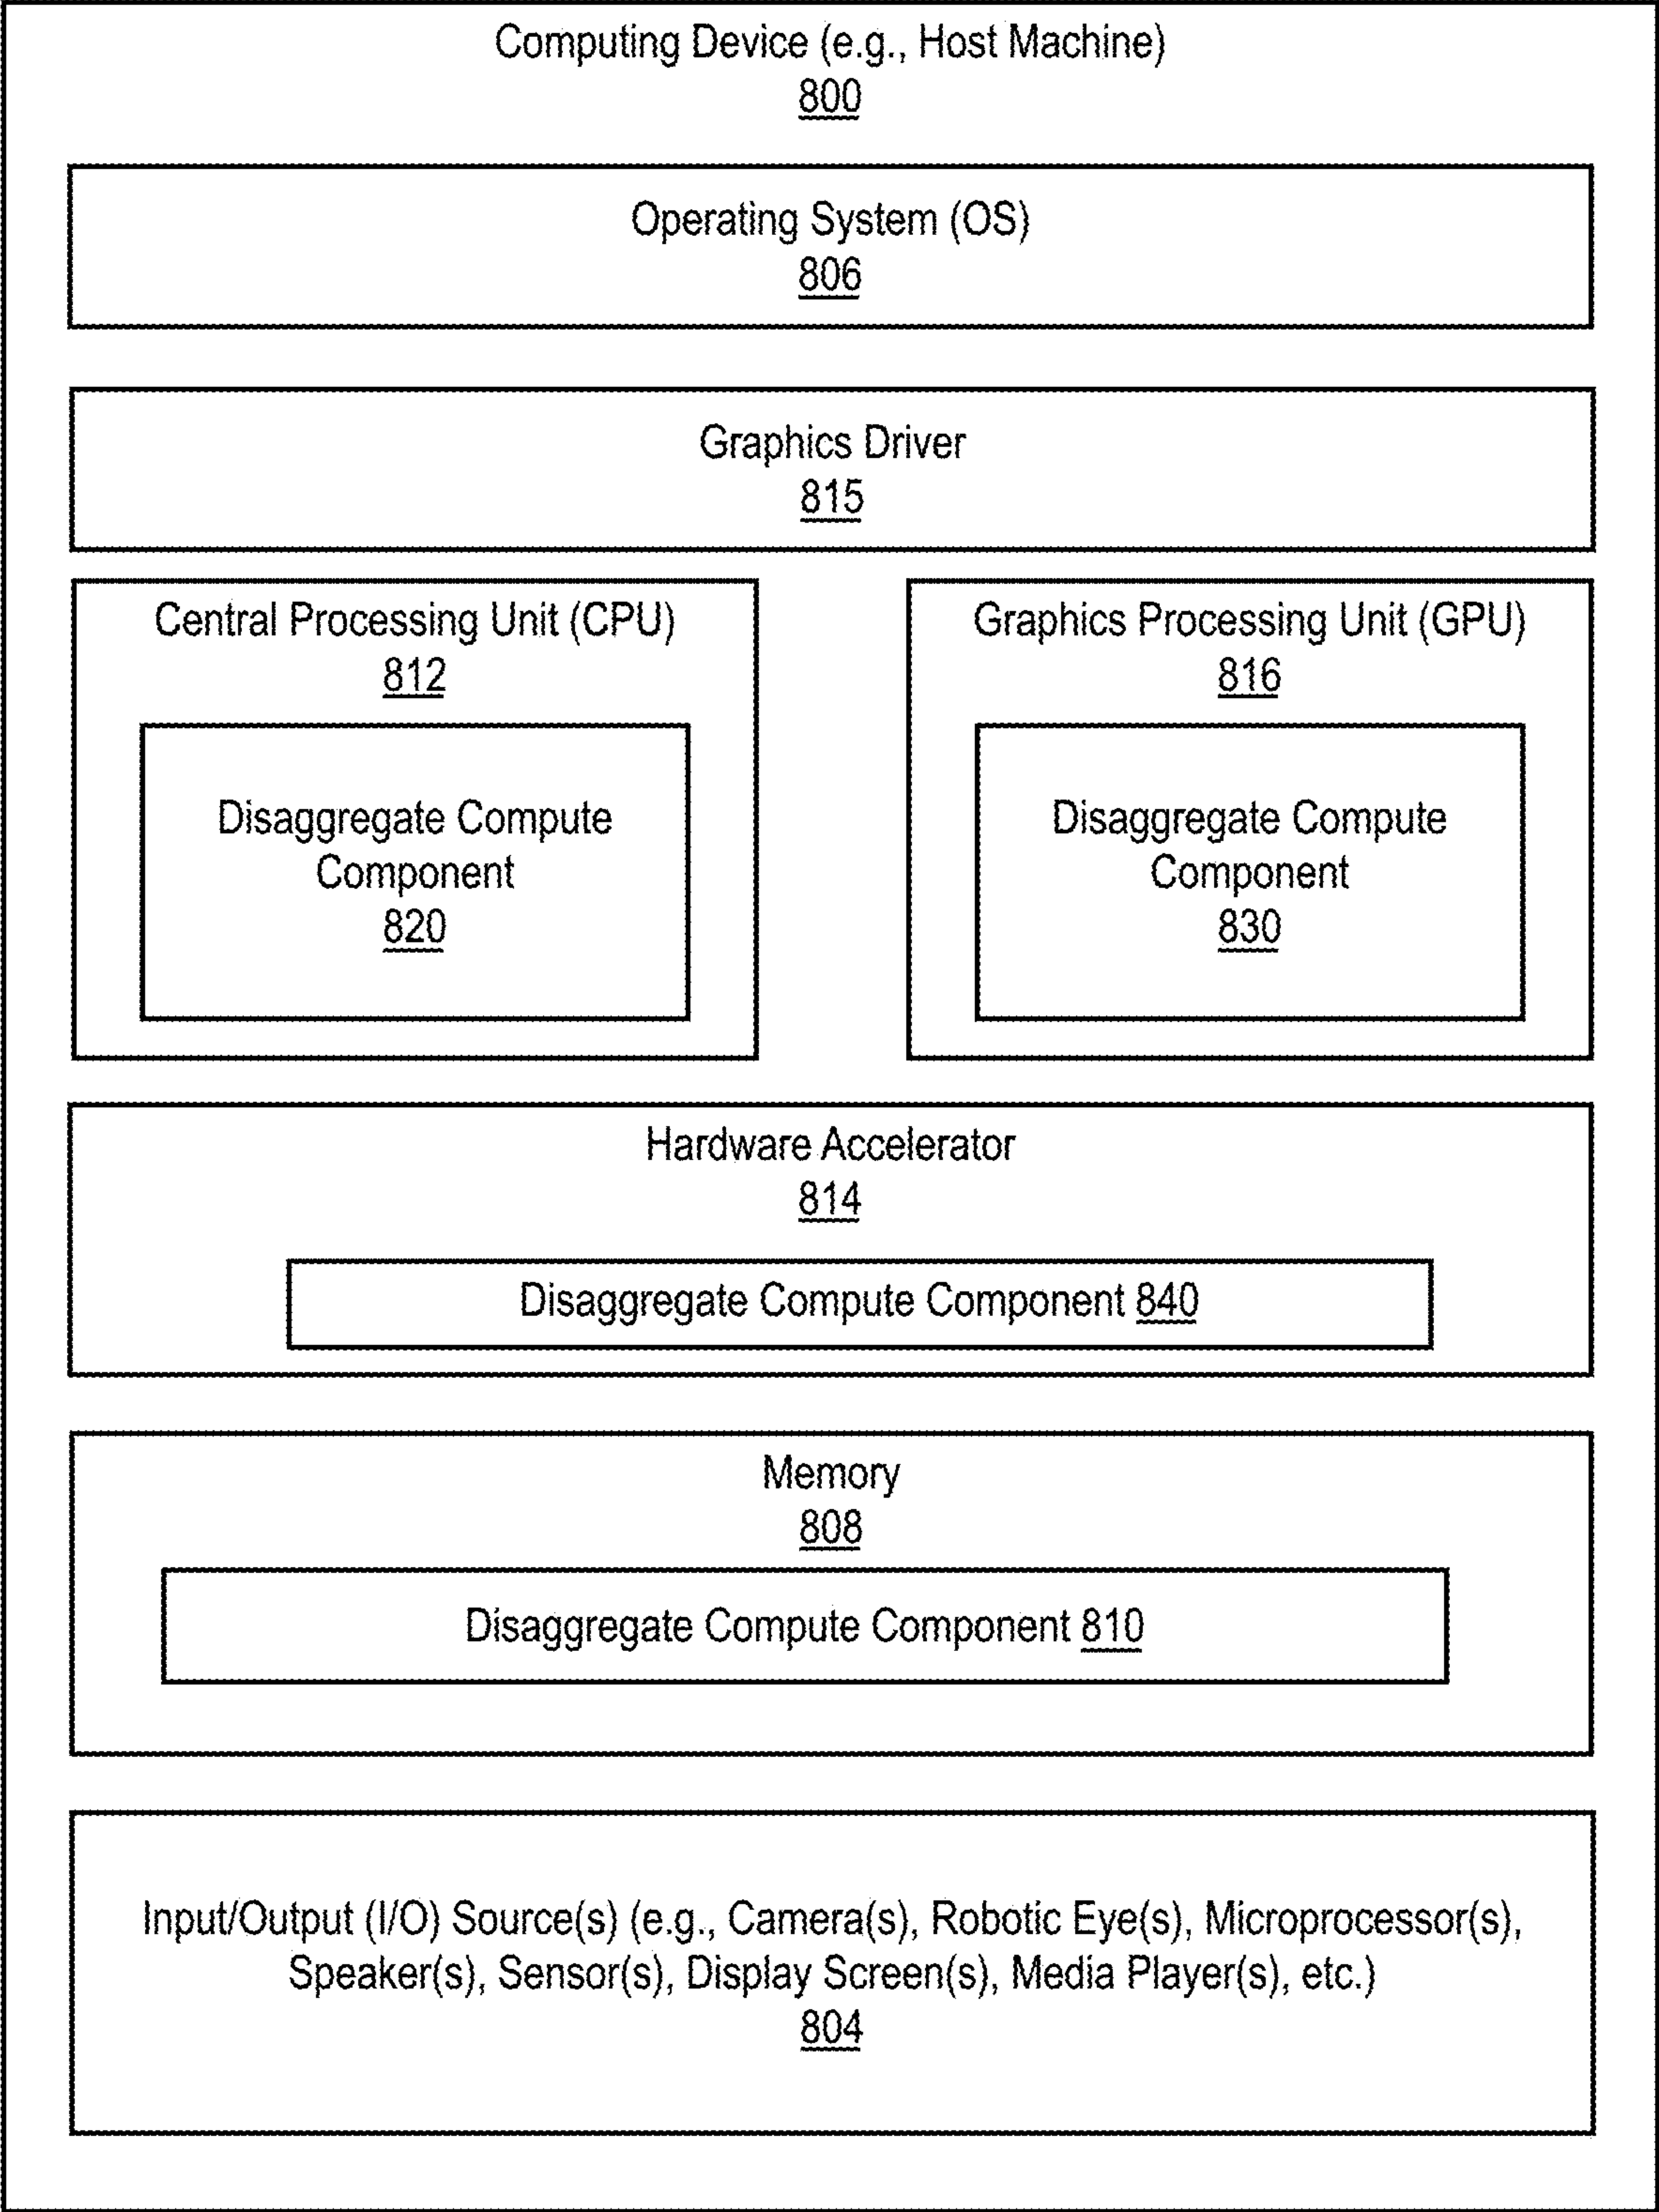 Computing Device (e.g., Host Machine)
800
Operating System (OS)
806
Graphics Driver
815
Central Processing Unit (CPU)
812
Disaggregate Compute
Component
820
Graphics Processing Unit (GPU)
816
Disaggregate Compute
Component
830
Hardware Accelerator
814
Disaggregate Compute Component 840
Memory
808
Disaggregate Compute Component 810
Input/Output (I/O) Source(s) (e.g., Camera(s), Robotic Eye(s), Microprocessor(s),
Speaker(s), Sensor(s), Display Screen(s), Media Player(s), etc.)
804